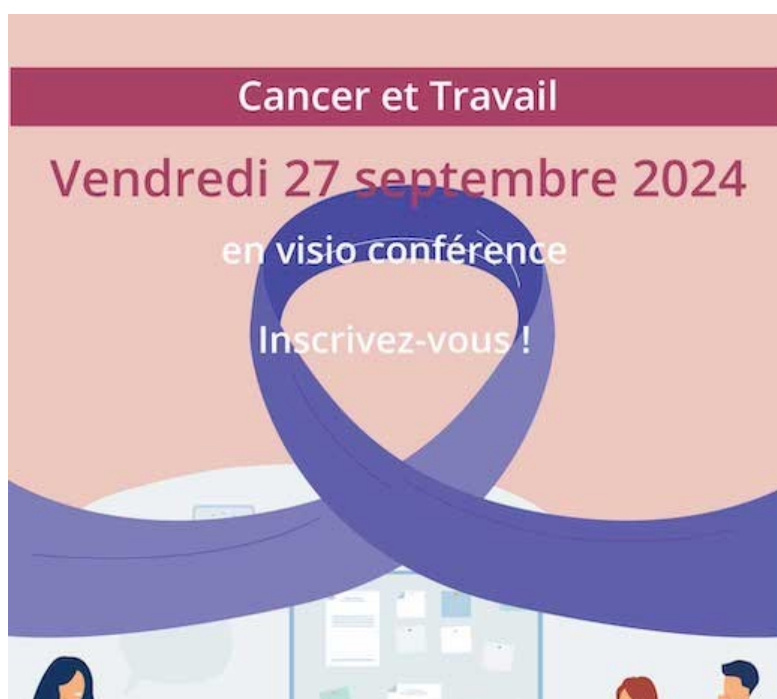 Cancer et Travail
Vendredi 27 septembre 2024
en visio conférence
Inscrivez-vous !